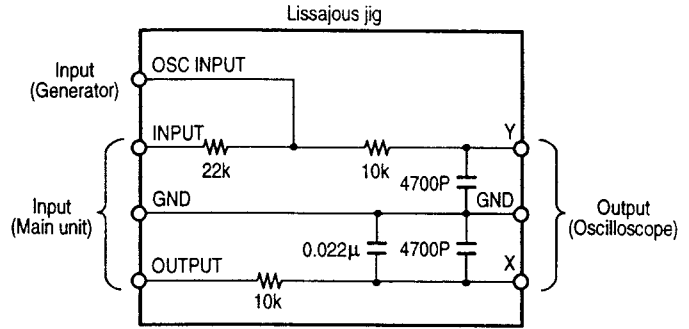 Lissajous jig
Input
(Generator)
OSC INPUT
INPUT
22k
10k
Y
4700P
GND
GND
Input
(Main unit)
Output
(Oscilloscope)
0.022µ
4700P
OUTPUT
X
10k